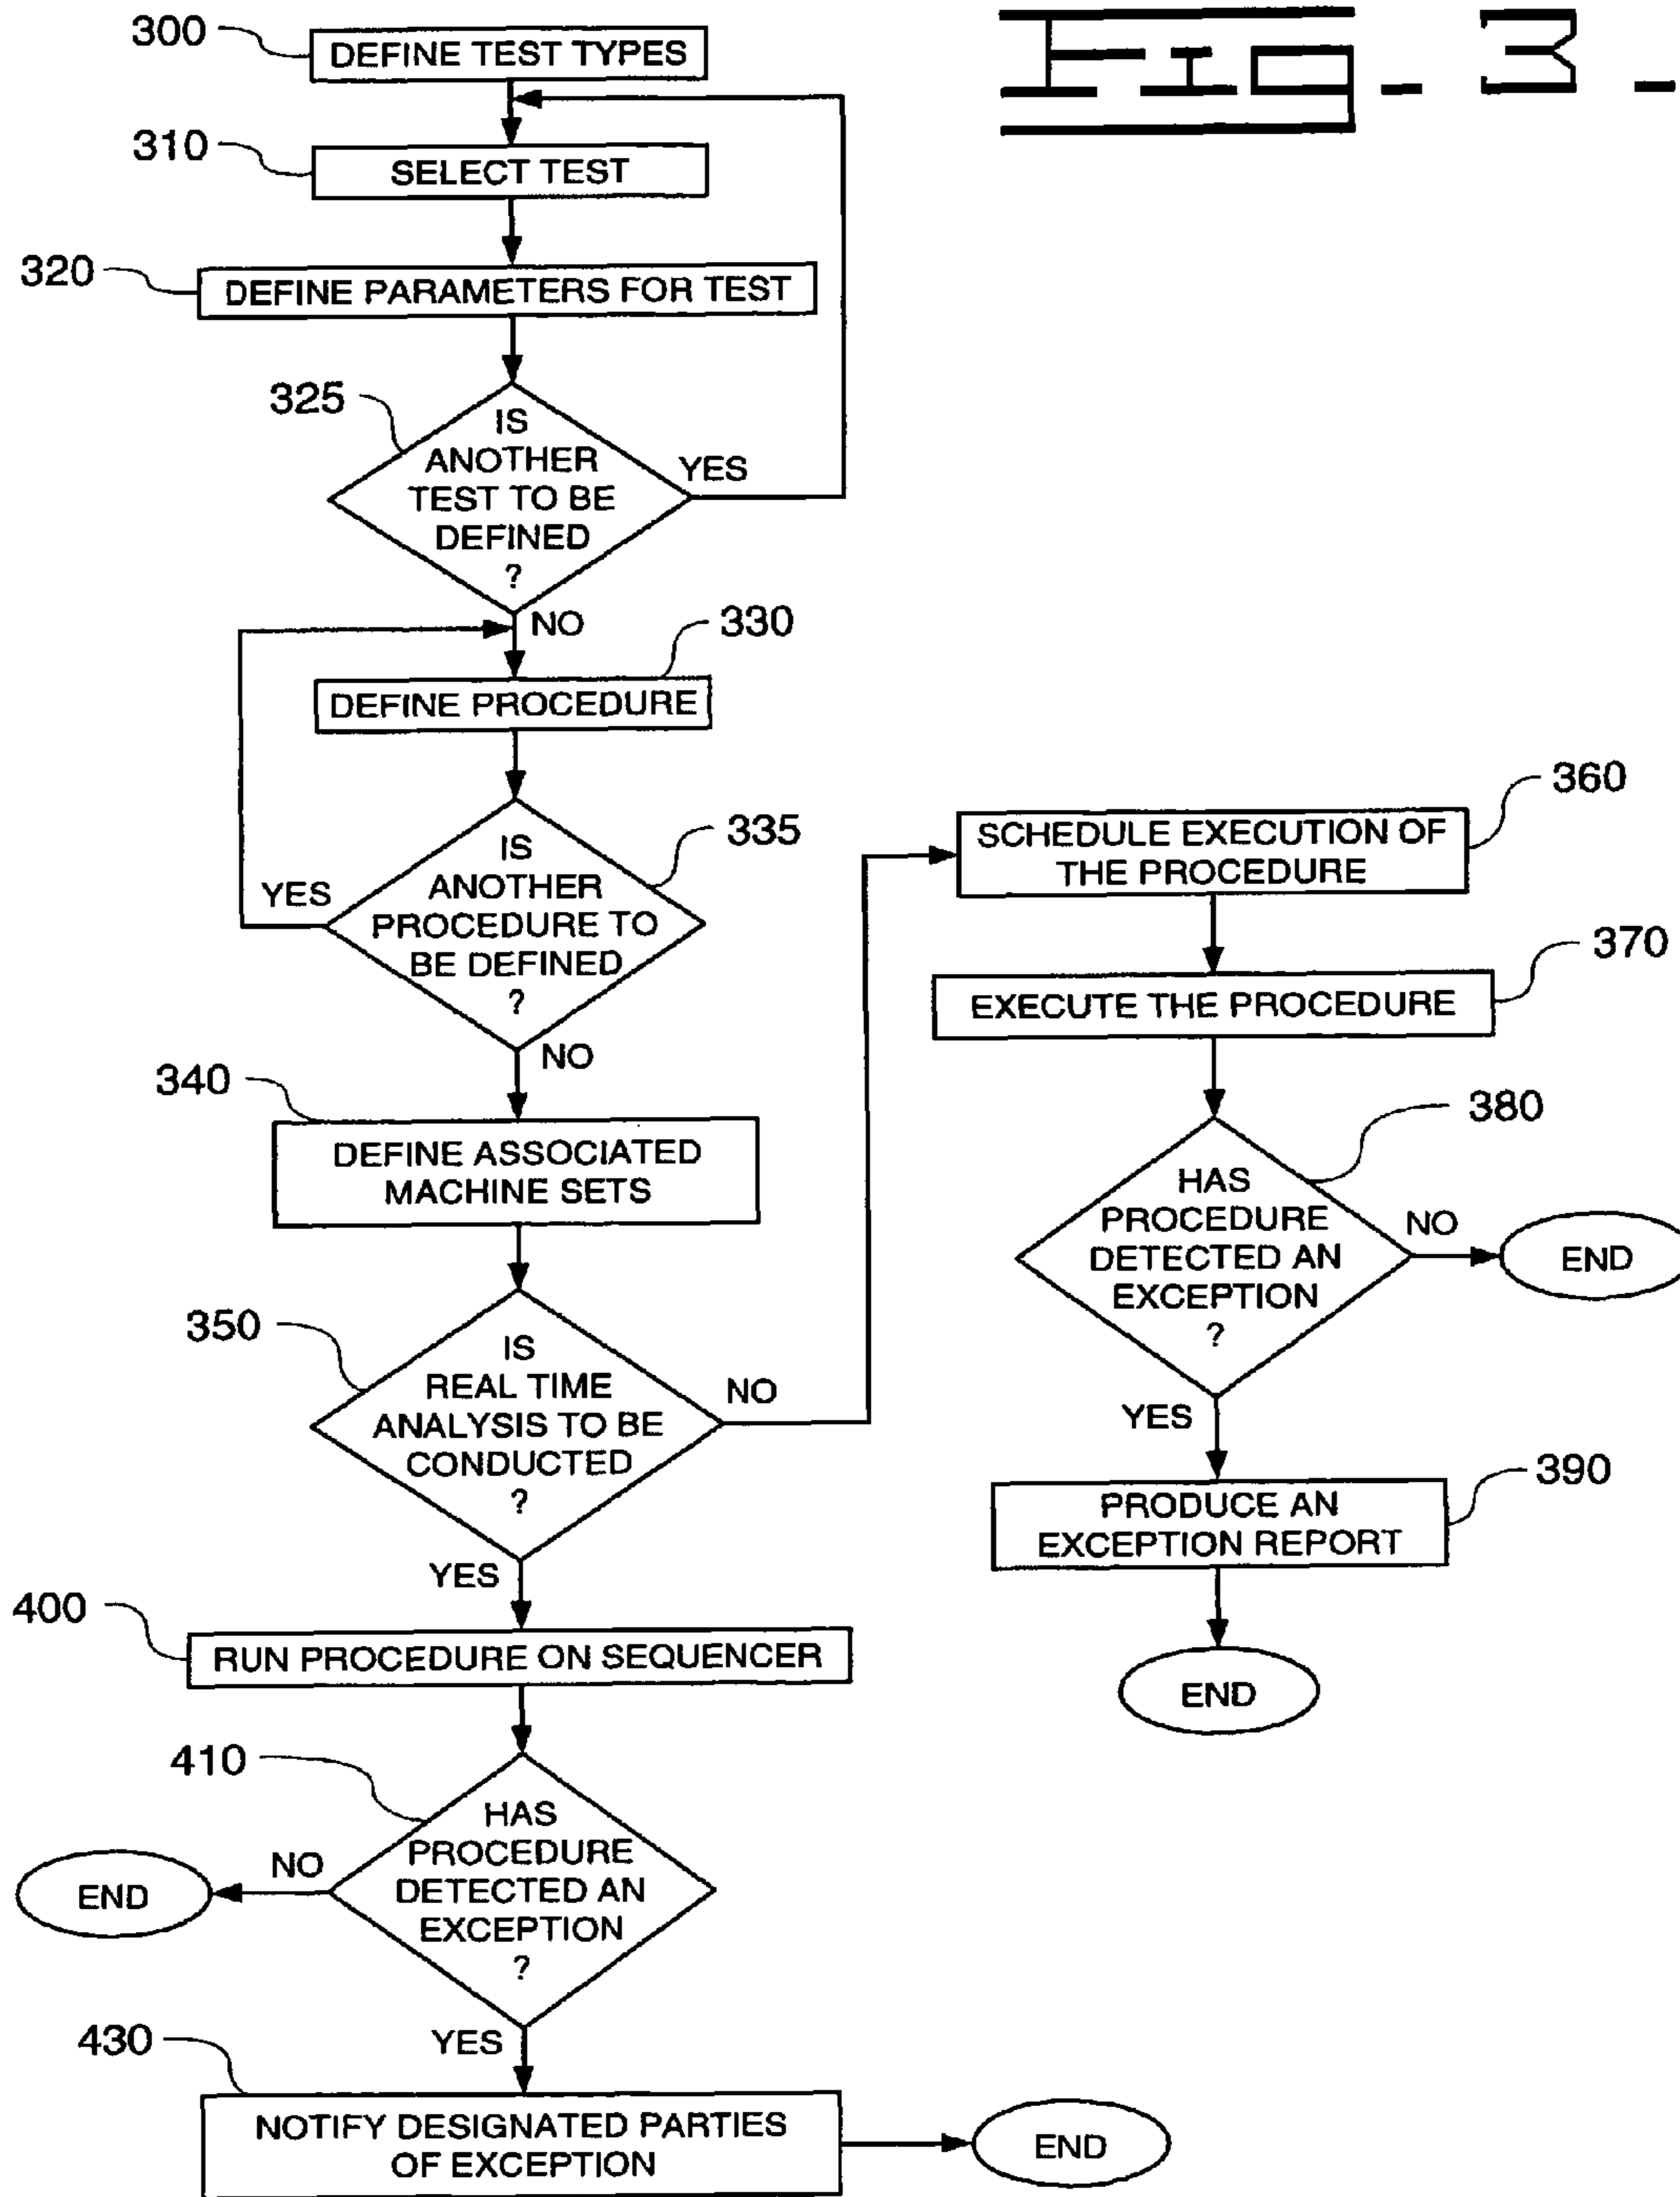 Fig. 3.
300
DEFINE TEST TYPES
310
SELECT TEST
320
DEFINE PARAMETERS FOR TEST
325
IS
ANOTHER
TEST TO BE
DEFINED
?
YES
NO
330
DEFINE PROCEDURE
335
IS
ANOTHER
PROCEDURE TO
BE DEFINED
?
YES
NO
340
DEFINE ASSOCIATED
MACHINE SETS
350
IS
REAL TIME
ANALYSIS TO BE
CONDUCTED
?
NO
YES
360
SCHEDULE EXECUTION OF
THE PROCEDURE
370
EXECUTE THE PROCEDURE
380
HAS
PROCEDURE
DETECTED AN
EXCEPTION
?
NO
END
YES
390
PRODUCE AN
EXCEPTION REPORT
END
400
RUN PROCEDURE ON SEQUENCER
410
HAS
PROCEDURE
DETECTED AN
EXCEPTION
?
NO
END
YES
430
NOTIFY DESIGNATED PARTIES
OF EXCEPTION
END